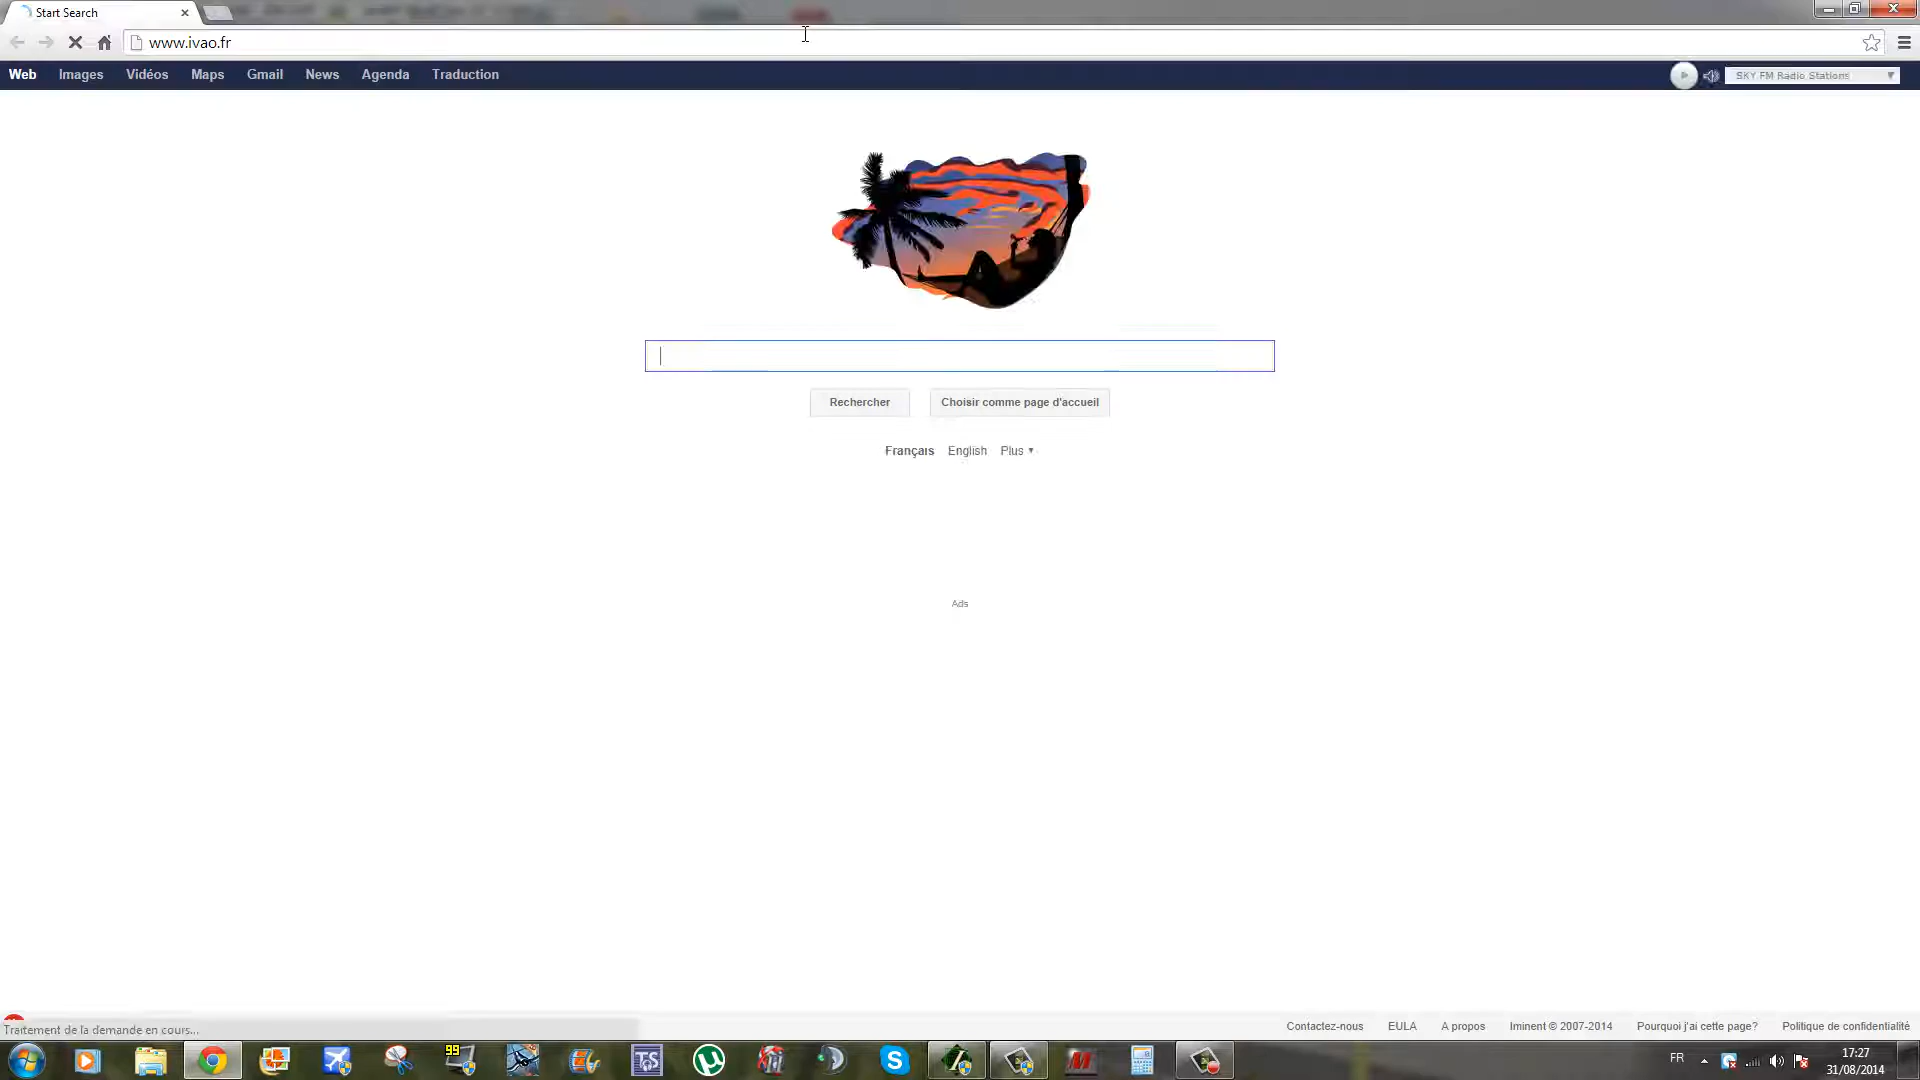 Start Search
www.ivao.fr
Web Images Vidéos Maps Gmail News Agenda Traduction
SKY.FM Radio Stations
Rechercher Choisir comme page d'accueil
Français English Plus
Ads
Contactez-nous EULA A propos Iminent © 2007-2014 Pourquoi j'ai cette page? Politique de confidentialité
Traitement de la demande en cours...
99
TS
FR
17:27
31/08/2014